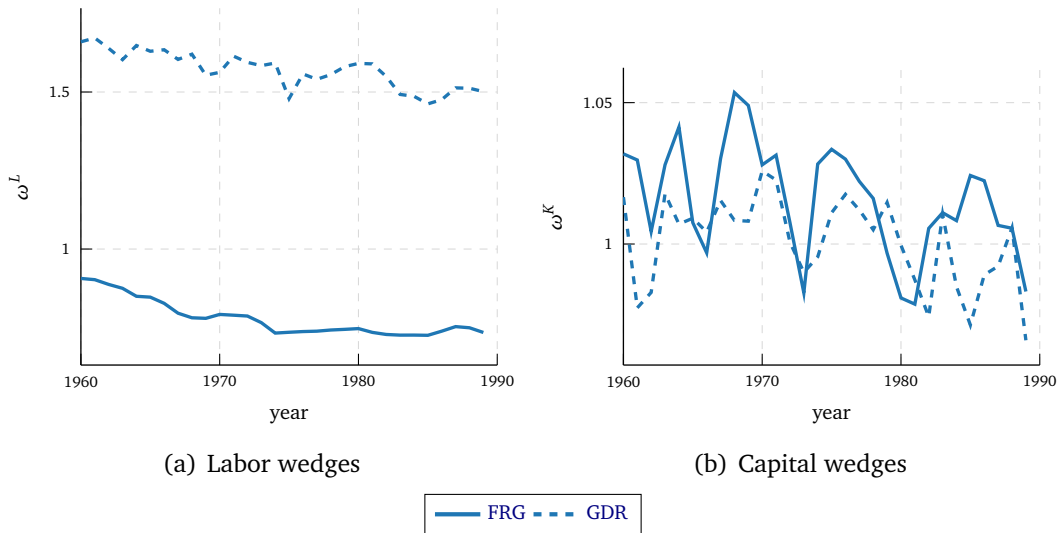 1.5
1
ω^L
1960
1970
1980
1990
year
(a) Labor wedges
1.05
1
ω^K
1960
1970
1980
1990
year
(b) Capital wedges
FRG GDR